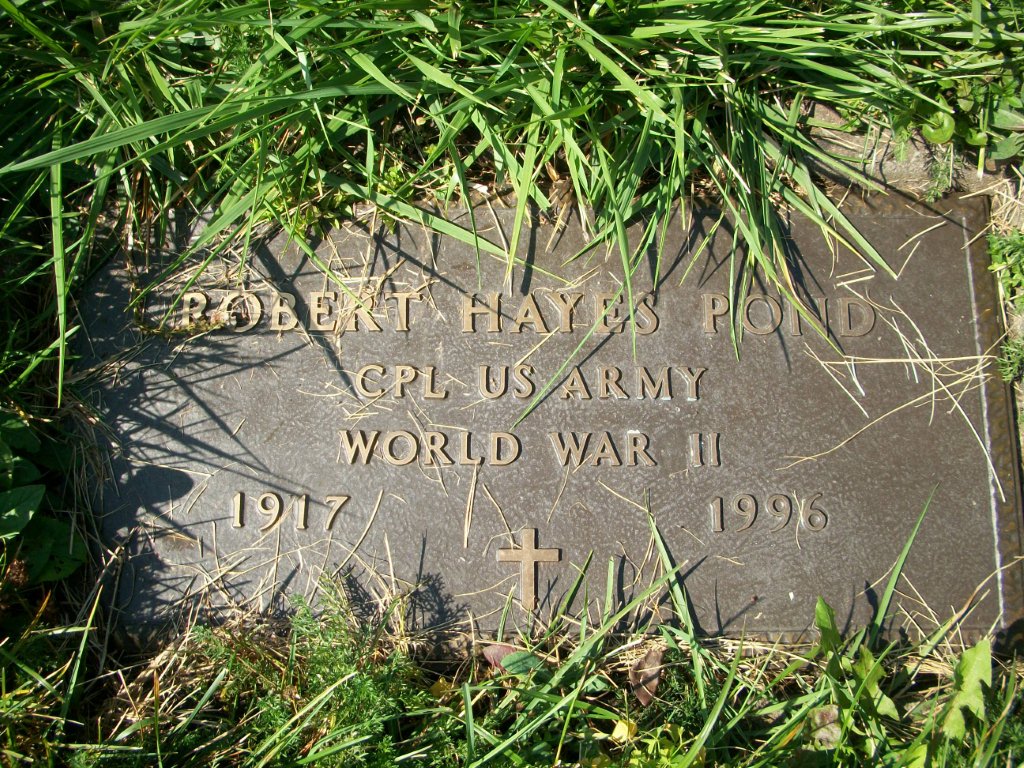 ROBERT HAYES POND
CPL US ARMY
WORLD WAR II
1917 1996